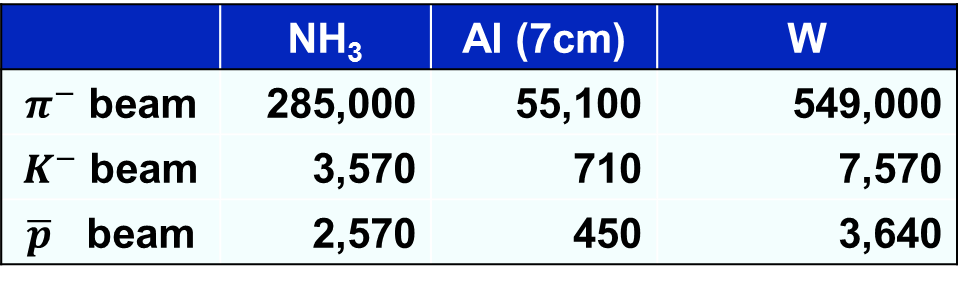 NH₃ Al (7cm) W
π⁻ beam 285,000 55,100 549,000
K⁻ beam 3,570 710 7,570
p̅ beam 2,570 450 3,640